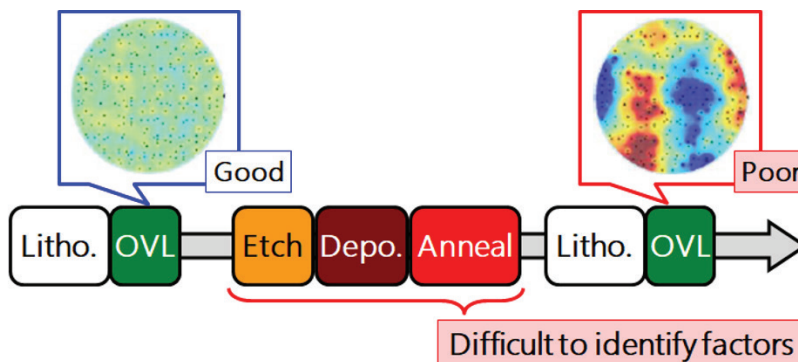 Good
Poor
Litho. OVL Etch Depo. Anneal Litho. OVL
Difficult to identify factors